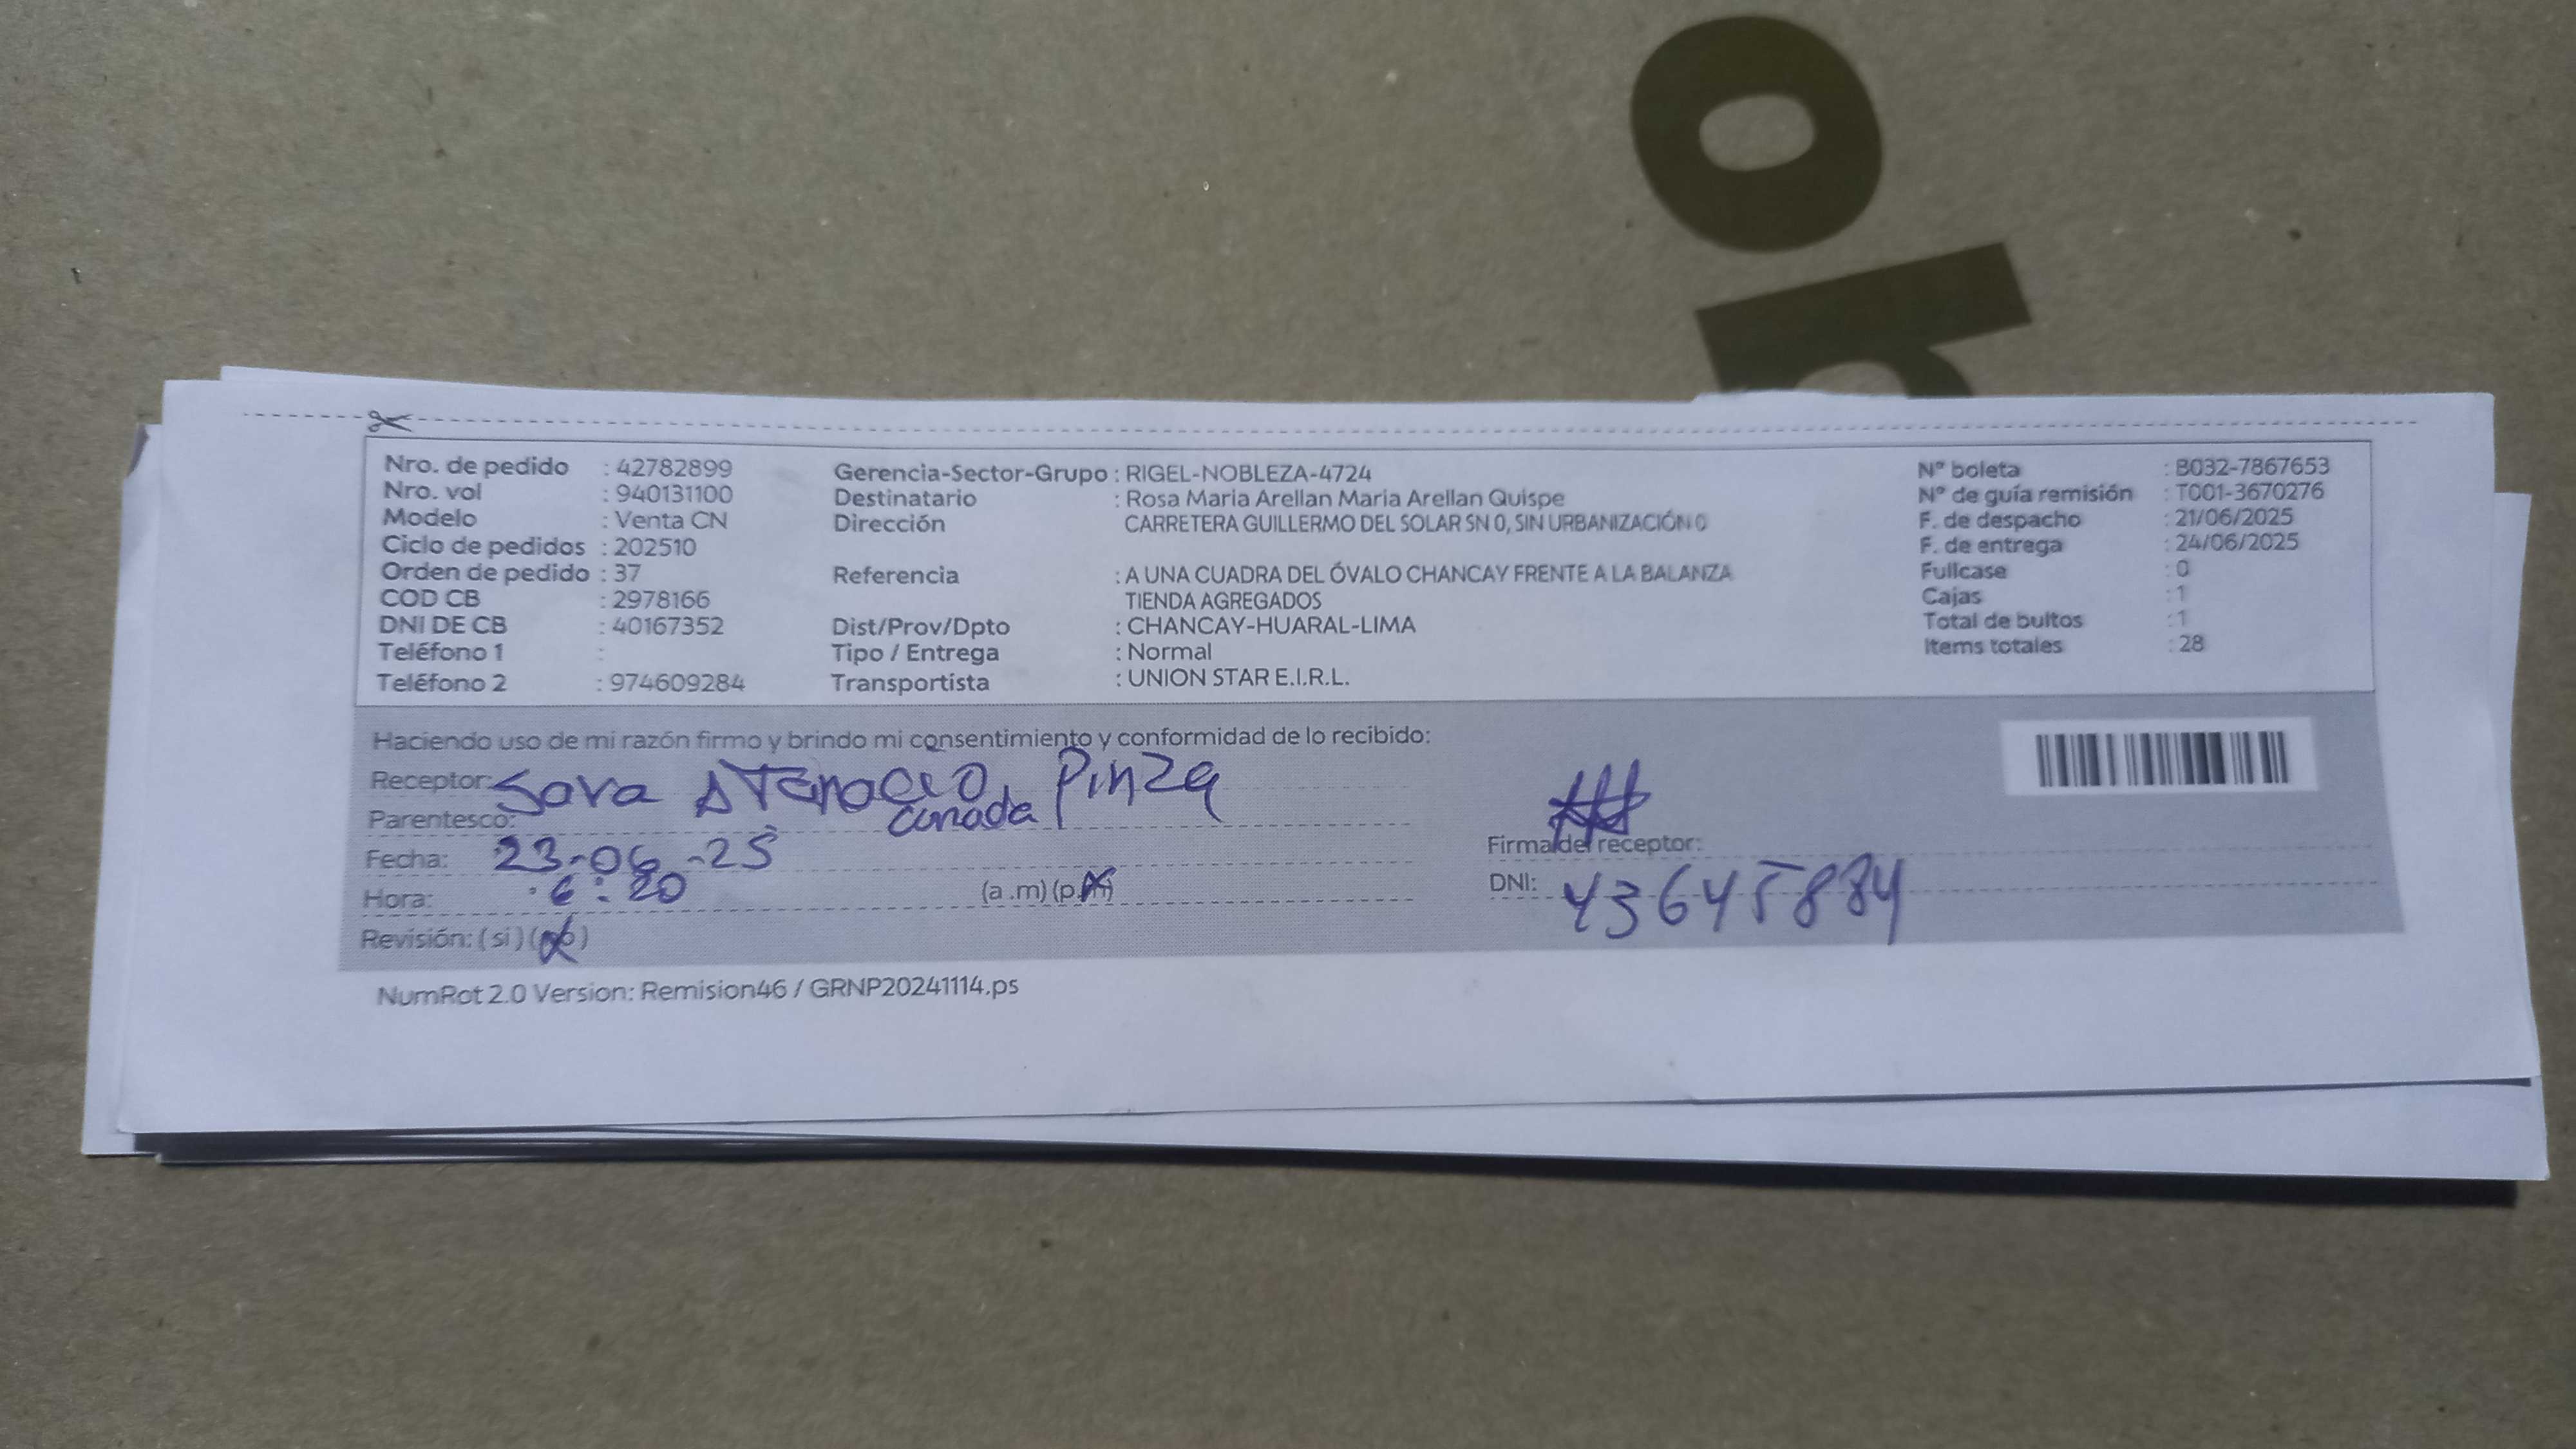 Nro. de pedido : 42782899
Nro. vol : 940131100
Modelo : Venta CN
Ciclo de pedidos : 202510
Orden de pedido : 37
COD CB : 2978166
DNI DE CB : 40167352
Teléfono 1 :
Teléfono 2 : 974609284
Gerencia-Sector-Grupo : RIGEL-NOBLEZA-4724
Destinatario : Rosa Maria Arellan Maria Arellan Quispe
Dirección CARRETERA GUILLERMO DEL SOLAR SN 0, SIN URBANIZACIÓN 0
Referencia : A UNA CUADRA DEL ÓVALO CHANCAY FRENTE A LA BALANZA
TIENDA AGREGADOS
Dist/Prov/Dpto : CHANCAY-HUARAL-LIMA
Tipo / Entrega : Normal
Transportista : UNION STAR E.I.R.L.
N° boleta : B032-7867653
N° de guía remisión : T001-3670276
F. de despacho : 21/06/2025
F. de entrega : 24/06/2025
Fullcase : 0
Cajas : 1
Total de bultos : 1
Items totales : 28
Haciendo uso de mi razón firmo y brindo mi consentimiento y conformidad de lo recibido:
Receptor: Sara Atanacio Pinza
Parentesco: cuñada
Fecha: 23-06-25
Hora: 6:20 (a.m) (p.m)
Revisión: (si) (no)
Firma del receptor:
DNI: 43645884
NumRot 2.0 Version: Remision46 / GRNP20241114.ps